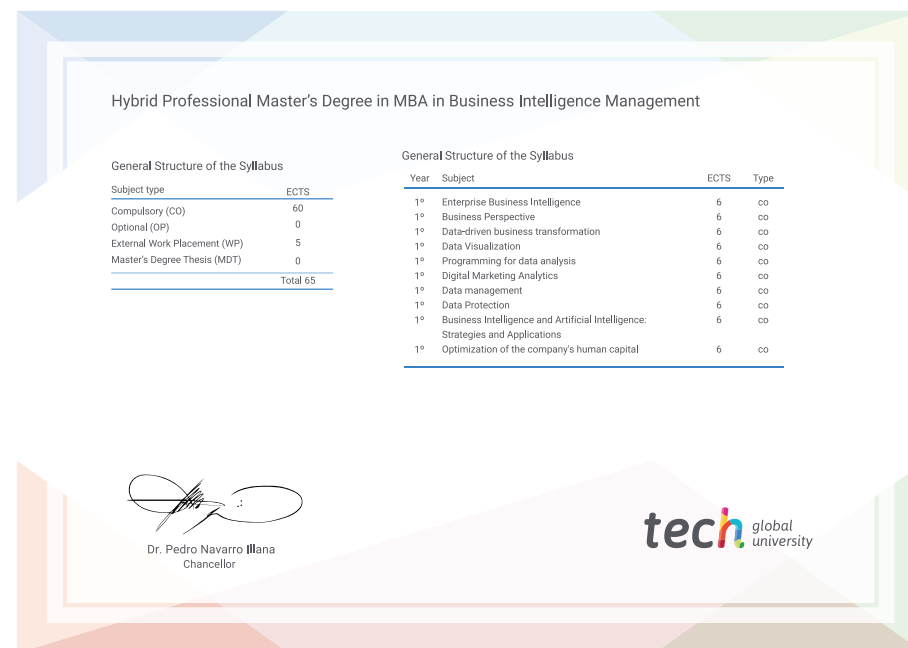 Hybrid Professional Master's Degree in MBA in Business Intelligence Management
General Structure of the Syllabus
Subject type ECTS
Compulsory (CO) 60
Optional (OP) 0
External Work Placement (WP) 5
Master's Degree Thesis (MDT) 0
Total 65
General Structure of the Syllabus
Year Subject ECTS Type
1º Enterprise Business Intelligence 6 co
1º Business Perspective 6 co
1º Data-driven business transformation 6 co
1º Data Visualization 6 co
1º Programming for data analysis 6 co
1º Digital Marketing Analytics 6 co
1º Data management 6 co
1º Data Protection 6 co
1º Business Intelligence and Artificial Intelligence: 6 co
Strategies and Applications
1º Optimization of the company's human capital 6 co
Dr. Pedro Navarro Illana
Chancellor
tech global
university